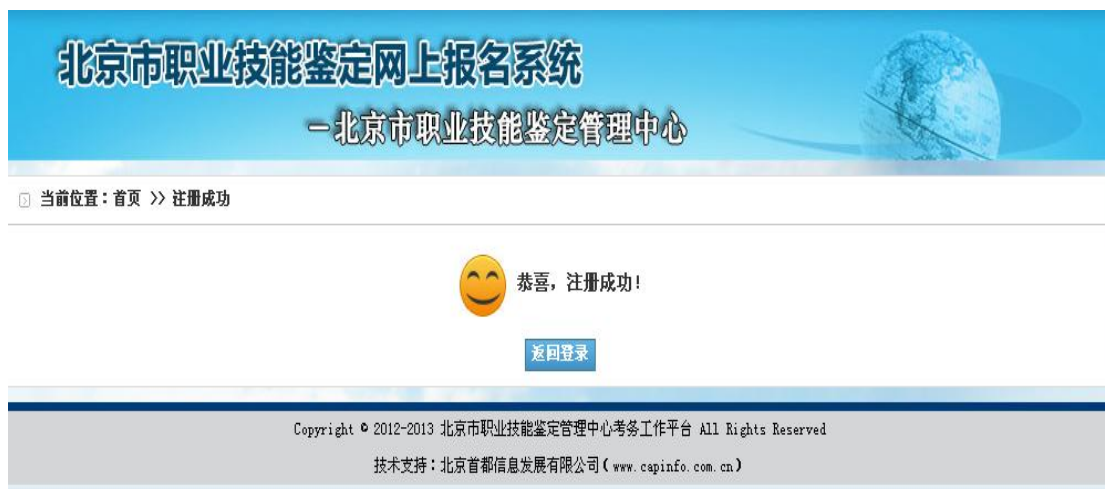 北京市职业技能鉴定网上报名系统
－北京市职业技能鉴定管理中心
当前位置：首页 >> 注册成功
恭喜，注册成功！
返回登录
Copyright © 2012-2013 北京市职业技能鉴定管理中心考务工作平台 All Rights Reserved
技术支持：北京首都信息发展有限公司(www.capinfo.com.cn)